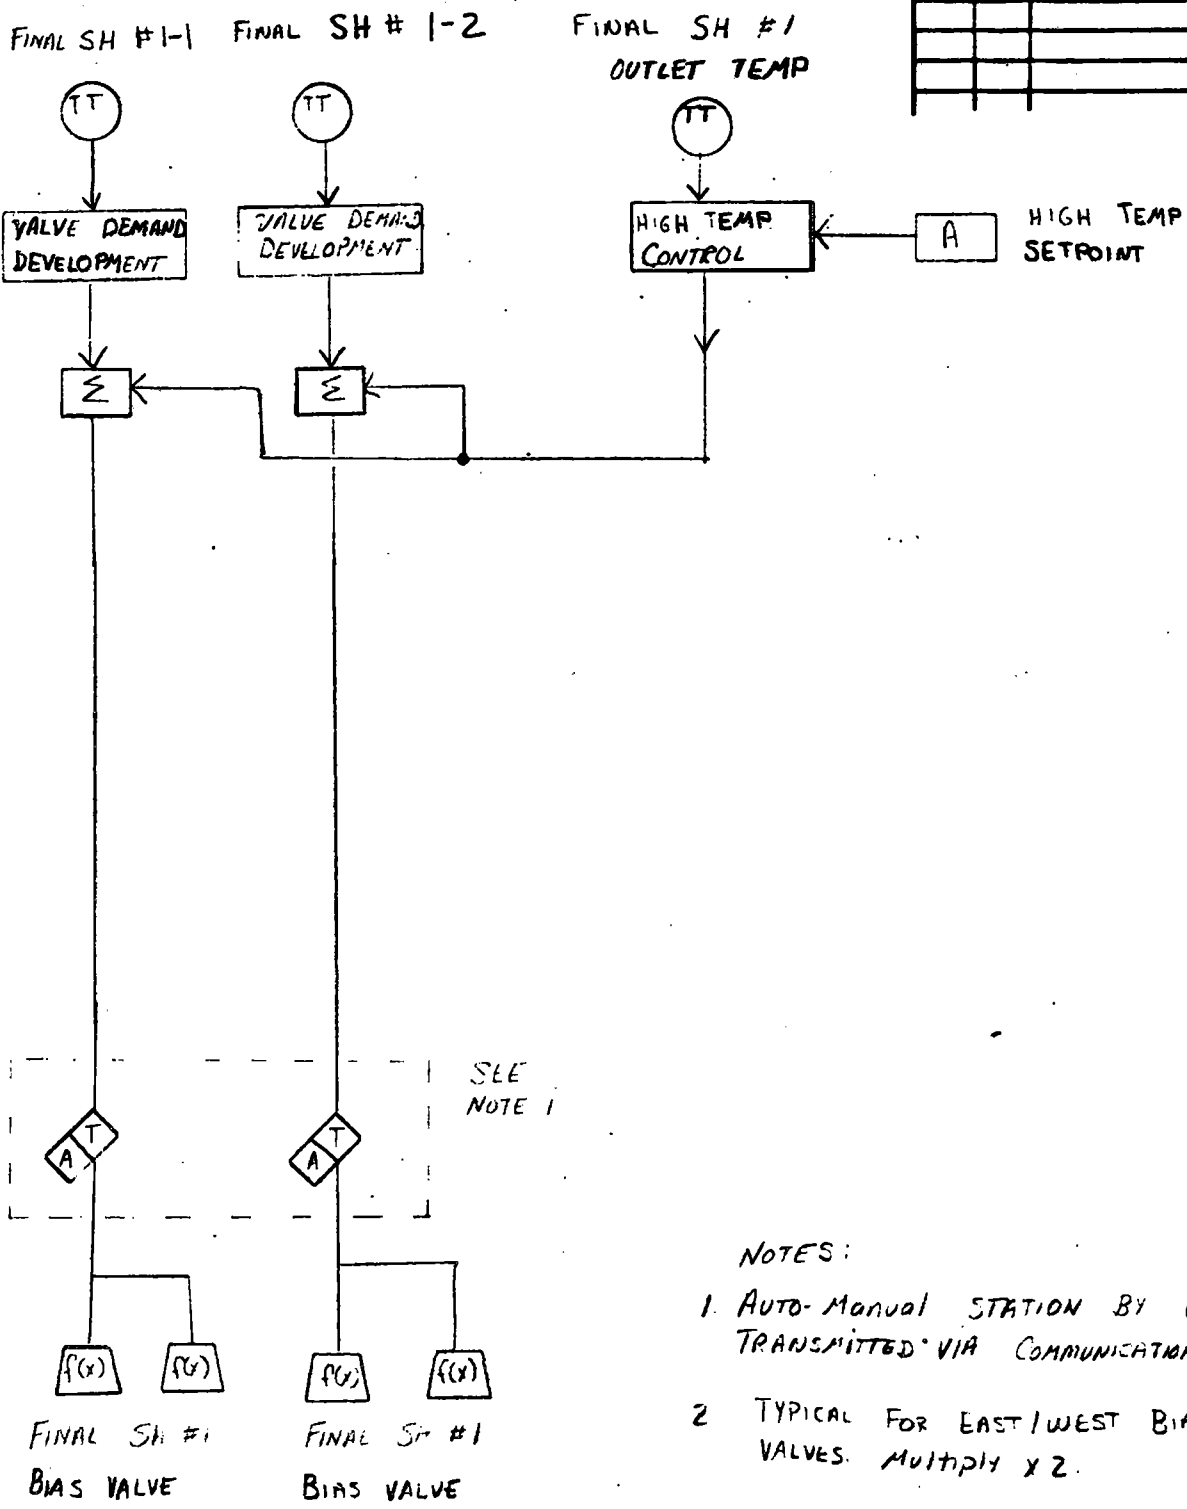 FINAL SH #1-1
FINAL SH # 1-2
FINAL SH #1
OUTLET TEMP
TT
TT
TT
VALVE DEMAND
DEVELOPMENT
VALVE DEMAND
DEVELOPMENT
HIGH TEMP
CONTROL
A
HIGH TEMP
SETPOINT
Σ
Σ
SEE
NOTE 1
T
A
T
A
f(x)
f(x)
f(x)
f(x)
FINAL SH #1
BIAS VALVE
FINAL SH #1
BIAS VALVE
NOTES:
1. AUTO-Manual STATION BY
TRANSMITTED VIA COMMUNICATION
2 TYPICAL FOR EAST/WEST BIA
VALVES. Multiply x 2.